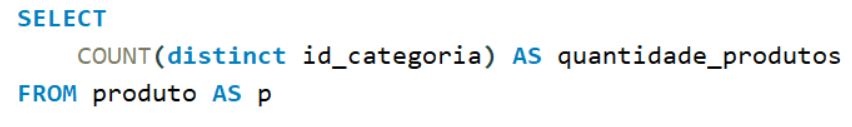 SELECT
    COUNT(distinct id_categoria) AS quantidade_produtos
FROM produto AS p